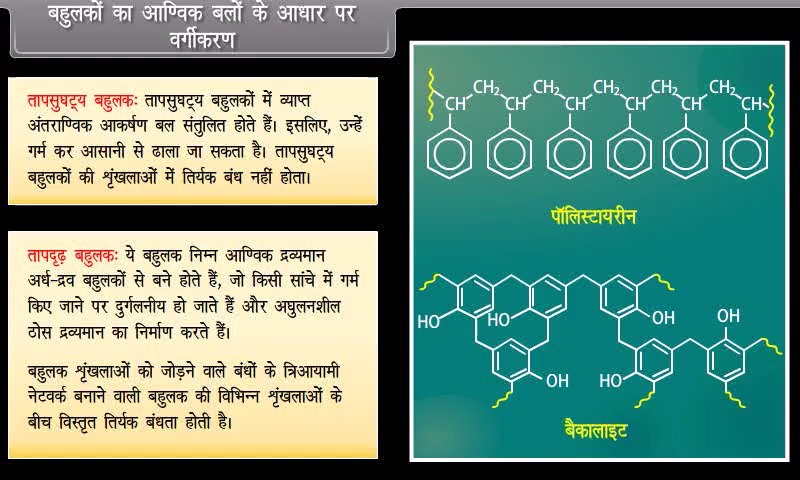 बहुलकों का आण्विक बलों के आधार पर
वर्गीकरण
तापसुघट्य बहुलकः तापसुघट्य बहुलकों में व्याप्त
अंतराण्विक आकर्षण बल संतुलित होते हैं। इसलिए, उन्हें
गर्म कर आसानी से ढाला जा सकता है। तापसुघट्य
बहुलकों की शृंखलाओं में तिर्यक बंध नहीं होता।
तापदृढ़ बहुलकः ये बहुलक निम्न आण्विक द्रव्यमान
अर्ध-द्रव बहुलकों से बने होते हैं, जो किसी सांचे में गर्म
किए जाने पर दुर्गलनीय हो जाते हैं और अघुलनशील
ठोस द्रव्यमान का निर्माण करते हैं।
बहुलक शृंखलाओं को जोड़ने वाले बंधों के त्रिआयामी
नेटवर्क बनाने वाली बहुलक की विभिन्न शृंखलाओं के
बीच विस्तृत तिर्यक बंधता होती है।
CH₂ CH₂ CH₂ CH₂ CH₂
CH CH CH CH CH CH
पॉलिस्टायरीन
HO HO OH OH
OH HO
बैकालाइट